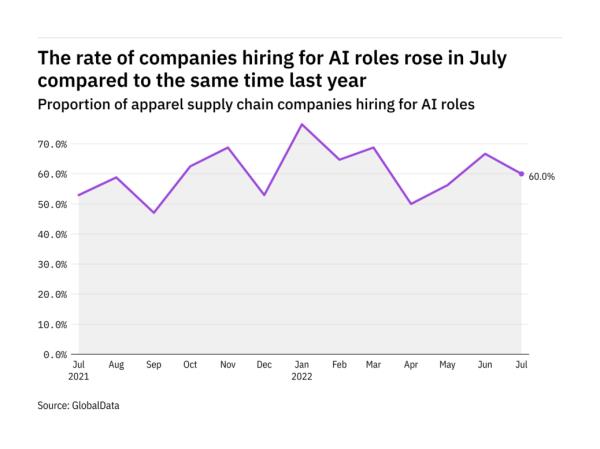 The rate of companies hiring for AI roles rose in July
compared to the same time last year
Proportion of apparel supply chain companies hiring for AI roles
70.0%
60.0%
60.0%
50.0%
40.0%
30.0%
20.0%
10.0%
0.0%
Jul Aug Sep Oct Nov Dec Jan Feb Mar Apr May Jun Jul
2021 2022
Source: GlobalData